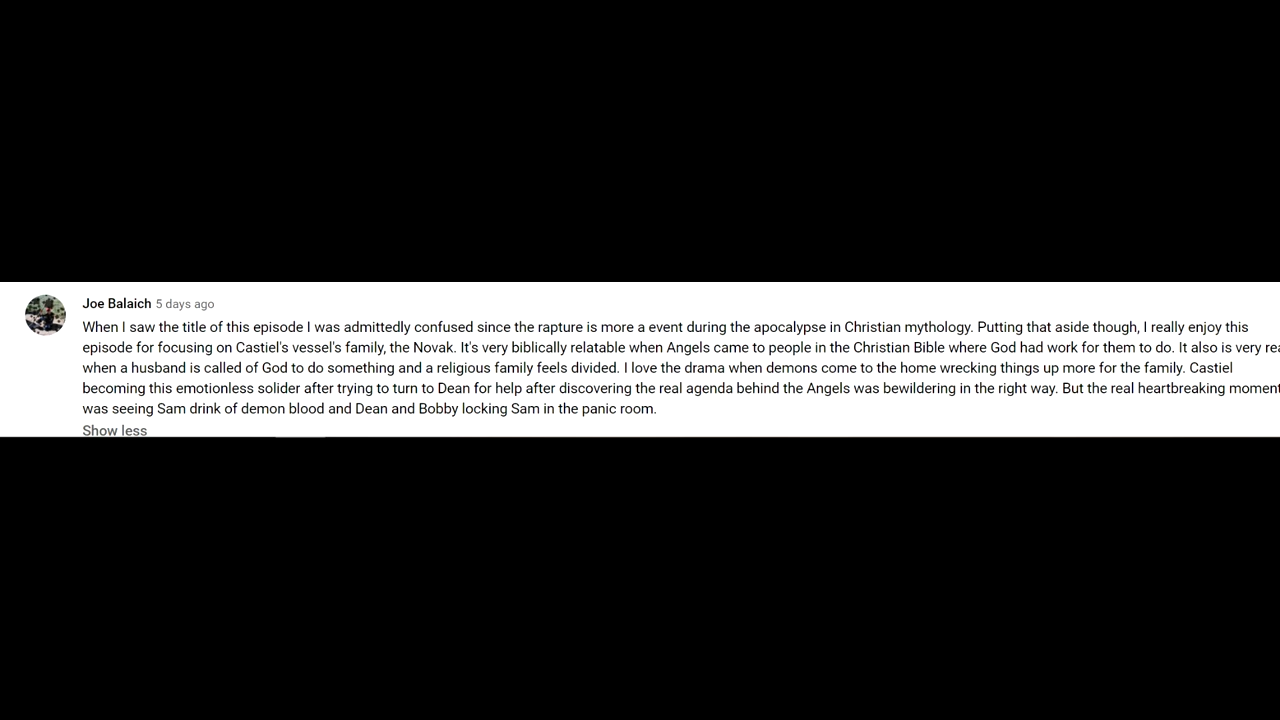 Joe Balaich 5 days ago
When I saw the title of this episode I was admittedly confused since the rapture is more a event during the apocalypse in Christian mythology. Putting that aside though, I really enjoy this
episode for focusing on Castiel's vessel's family, the Novak. It's very biblically relatable when Angels came to people in the Christian Bible where God had work for them to do. It also is very rea
when a husband is called of God to do something and a religious family feels divided. I love the drama when demons come to the home wrecking things up more for the family. Castiel
becoming this emotionless solider after trying to turn to Dean for help after discovering the real agenda behind the Angels was bewildering in the right way. But the real heartbreaking moment
was seeing Sam drink of demon blood and Dean and Bobby locking Sam in the panic room.
Show less